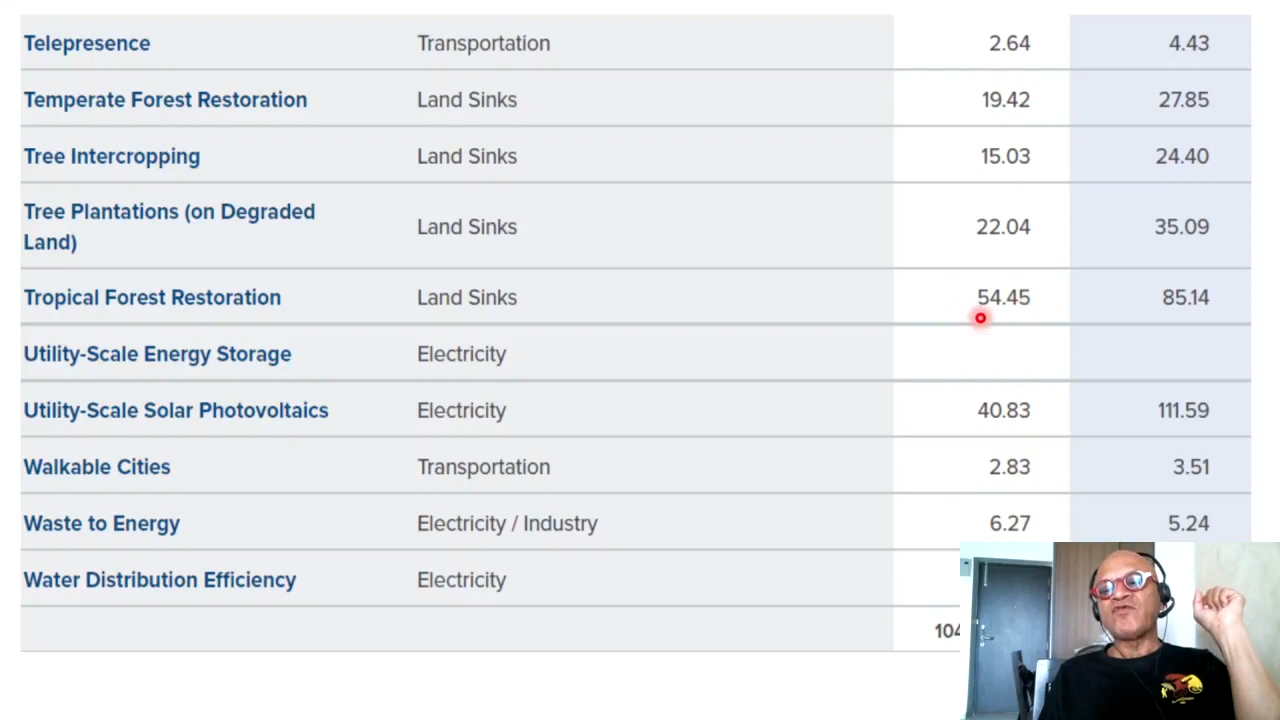 Telepresence Transportation 2.64 4.43
Temperate Forest Restoration Land Sinks 19.42 27.85
Tree Intercropping Land Sinks 15.03 24.40
Tree Plantations (on Degraded
Land) Land Sinks 22.04 35.09
Tropical Forest Restoration Land Sinks 54.45 85.14
Utility-Scale Energy Storage Electricity
Utility-Scale Solar Photovoltaics Electricity 40.83 111.59
Walkable Cities Transportation 2.83 3.51
Waste to Energy Electricity / Industry 6.27 5.24
Water Distribution Efficiency Electricity
104